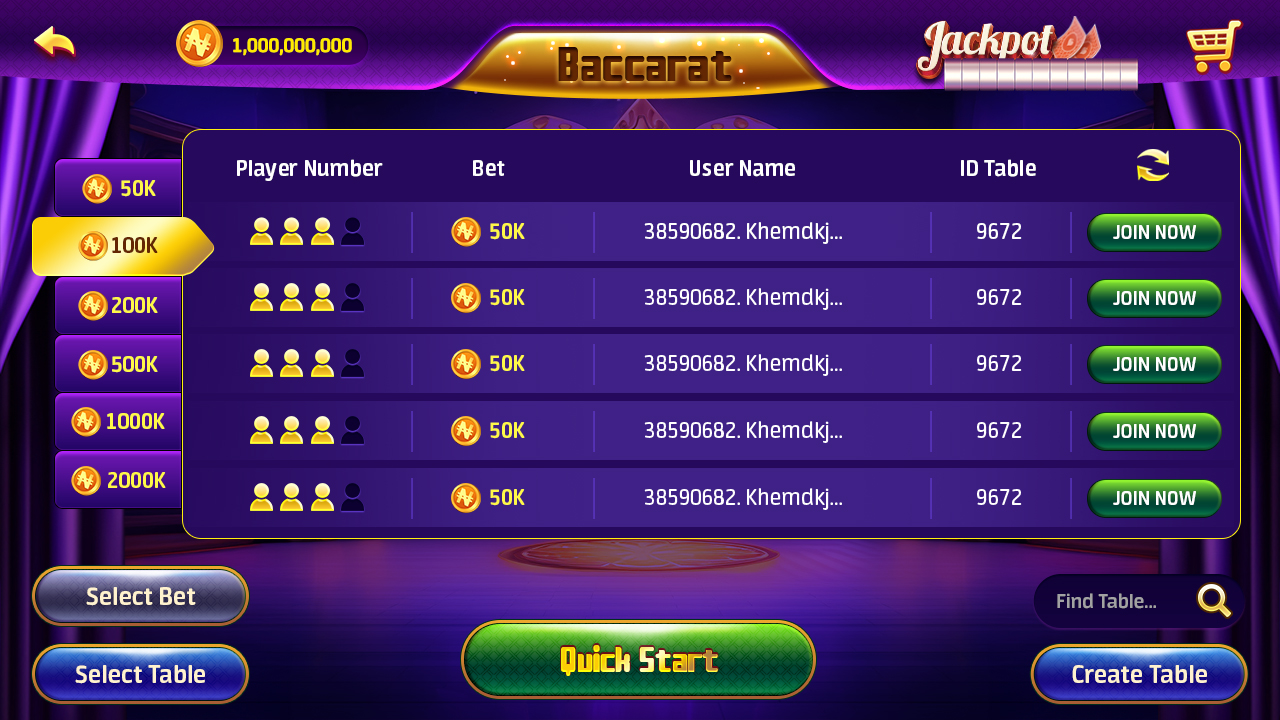 1,000,000,000
Baccarat
Jackpot
Player Number Bet User Name ID Table
50K
100K
200K
500K
1000K
2000K
50K 38590682. Khemdkj... 9672 JOIN NOW
50K 38590682. Khemdkj... 9672 JOIN NOW
50K 38590682. Khemdkj... 9672 JOIN NOW
50K 38590682. Khemdkj... 9672 JOIN NOW
50K 38590682. Khemdkj... 9672 JOIN NOW
Select Bet
Find Table...
Select Table
Quick Start
Create Table